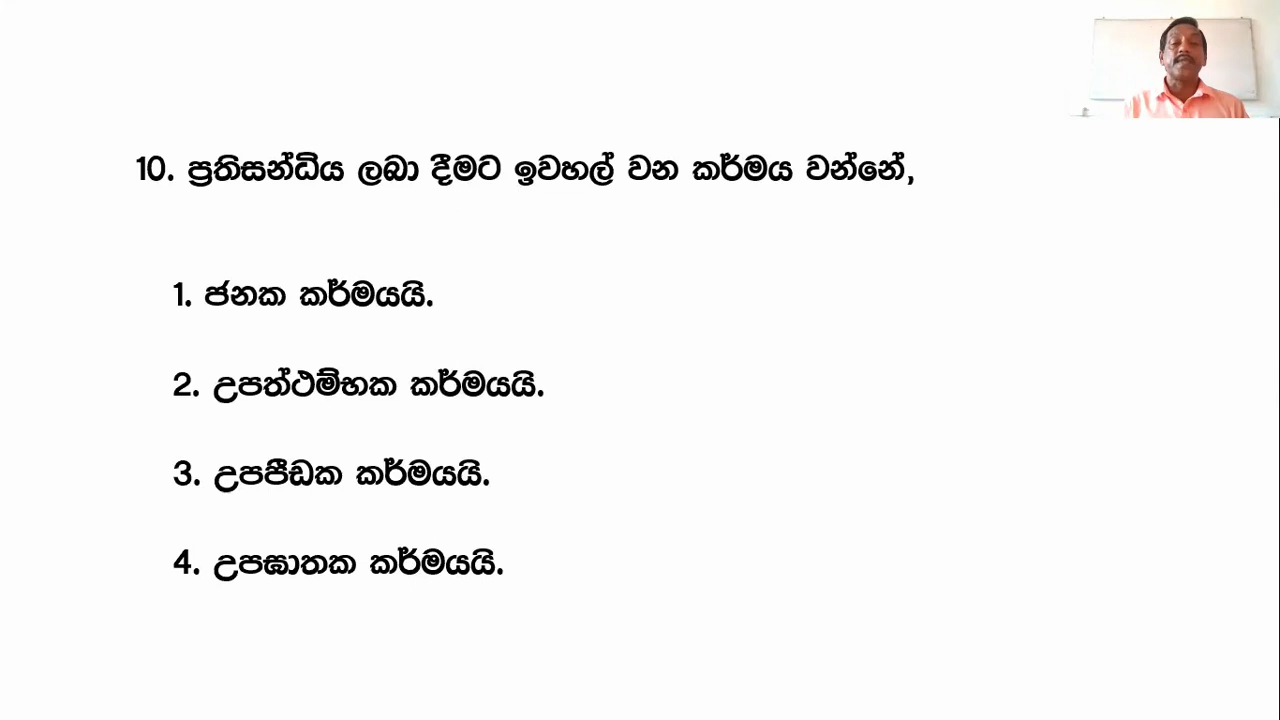 10. ප්‍රතිසන්ධිය ලබා දීමට ඉවහල් වන කර්මය වන්නේ,
1. ජනක කර්මයයි.
2. උපත්ථම්භක කර්මයයි.
3. උපපීඩක කර්මයයි.
4. උපඝාතක කර්මයයි.